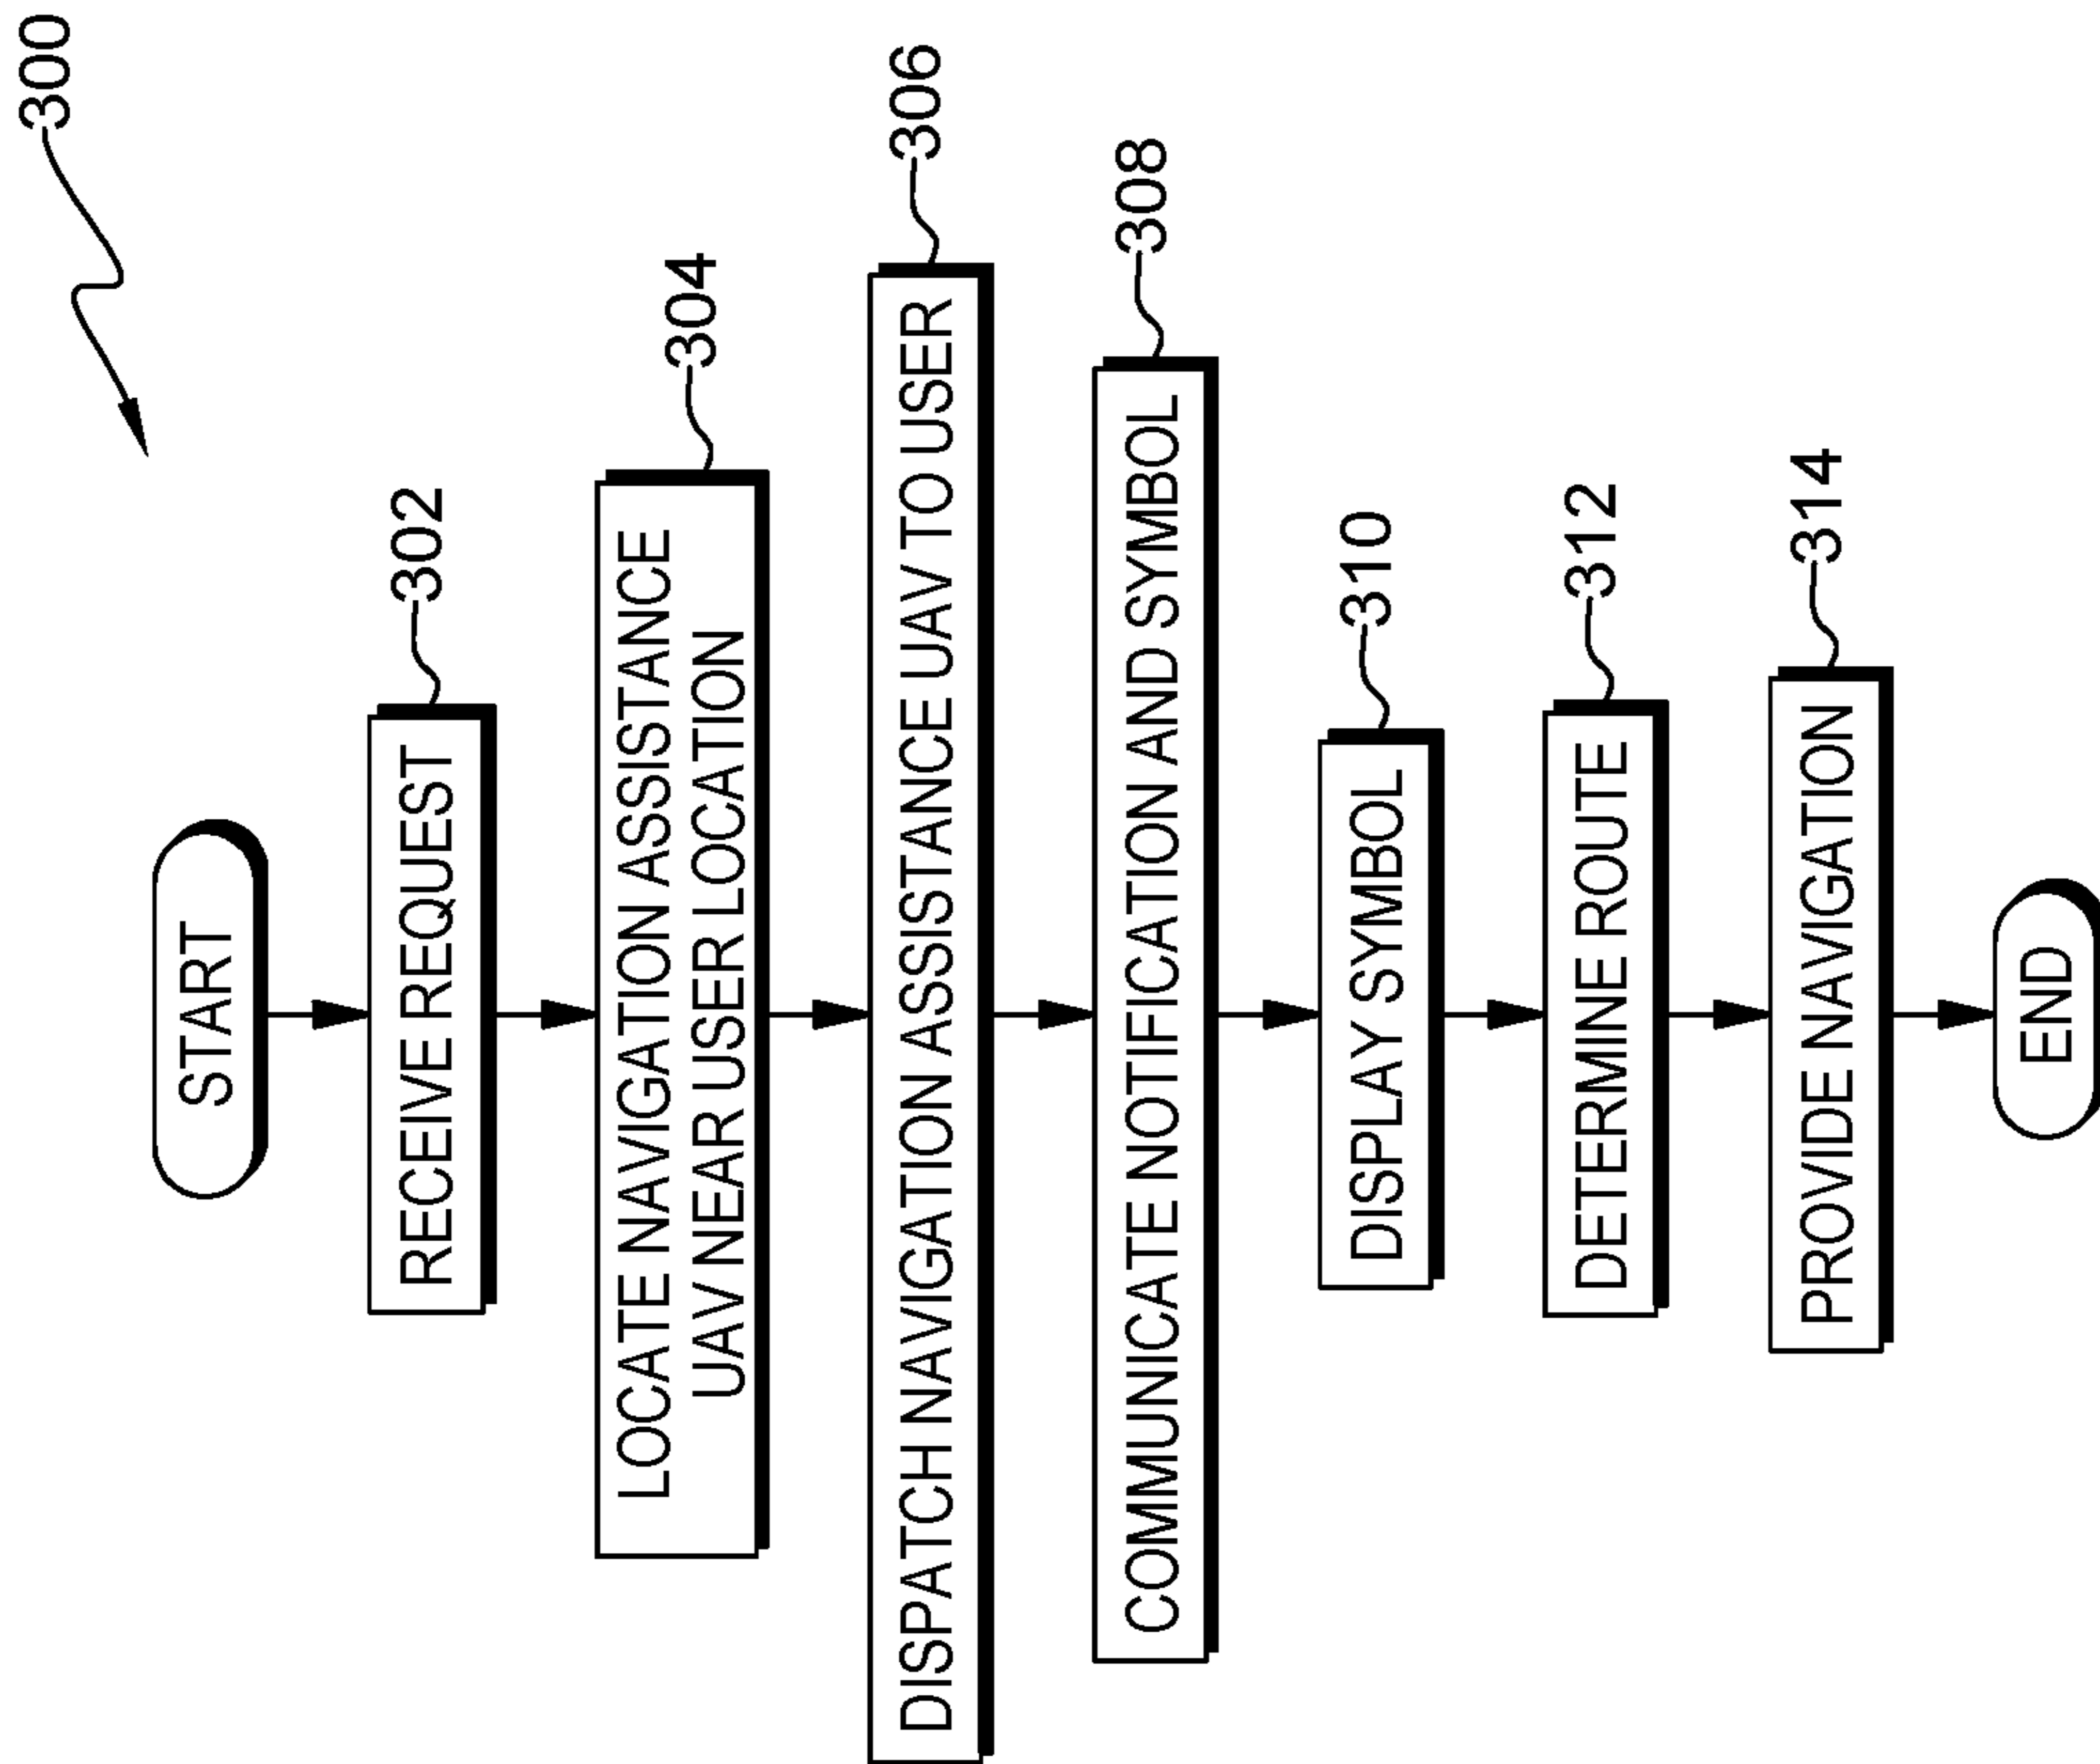 300
START
RECEIVE REQUEST
302
LOCATE NAVIGATION ASSISTANCE
UAV NEAR USER LOCATION
304
DISPATCH NAVIGATION ASSISTANCE UAV TO USER
306
COMMUNICATE NOTIFICATION AND SYMBOL
308
DISPLAY SYMBOL
310
DETERMINE ROUTE
312
PROVIDE NAVIGATION
314
END